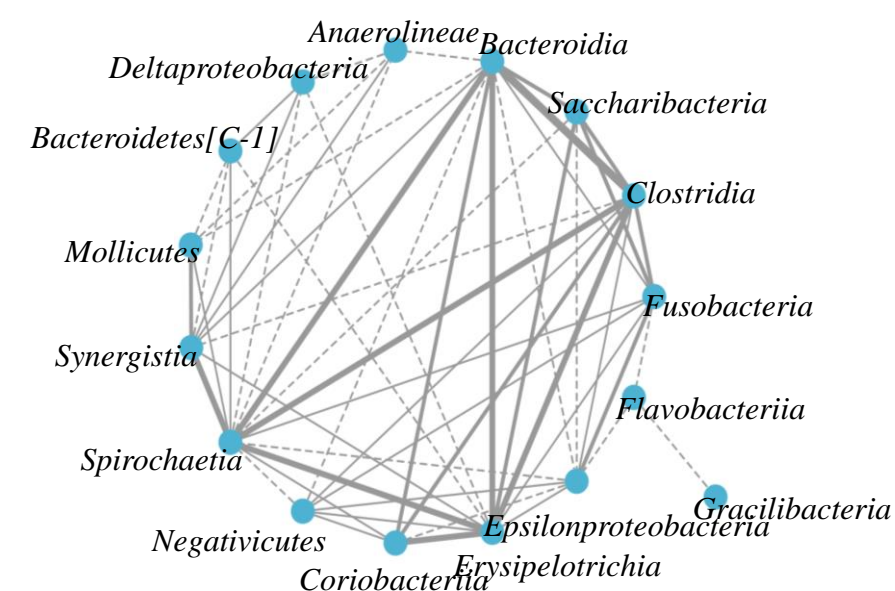 Anaerolineae
Bacteroidia
Deltaproteobacteria
Saccharibacteria
Bacteroidetes[C-1]
Clostridia
Mollicutes
Fusobacteria
Synergistia
Flavobacteriia
Spirochaetia
Gracilibacteria
Epsilonproteobacteria
Negativicutes
Erysipelotrichia
Coriobacteriia